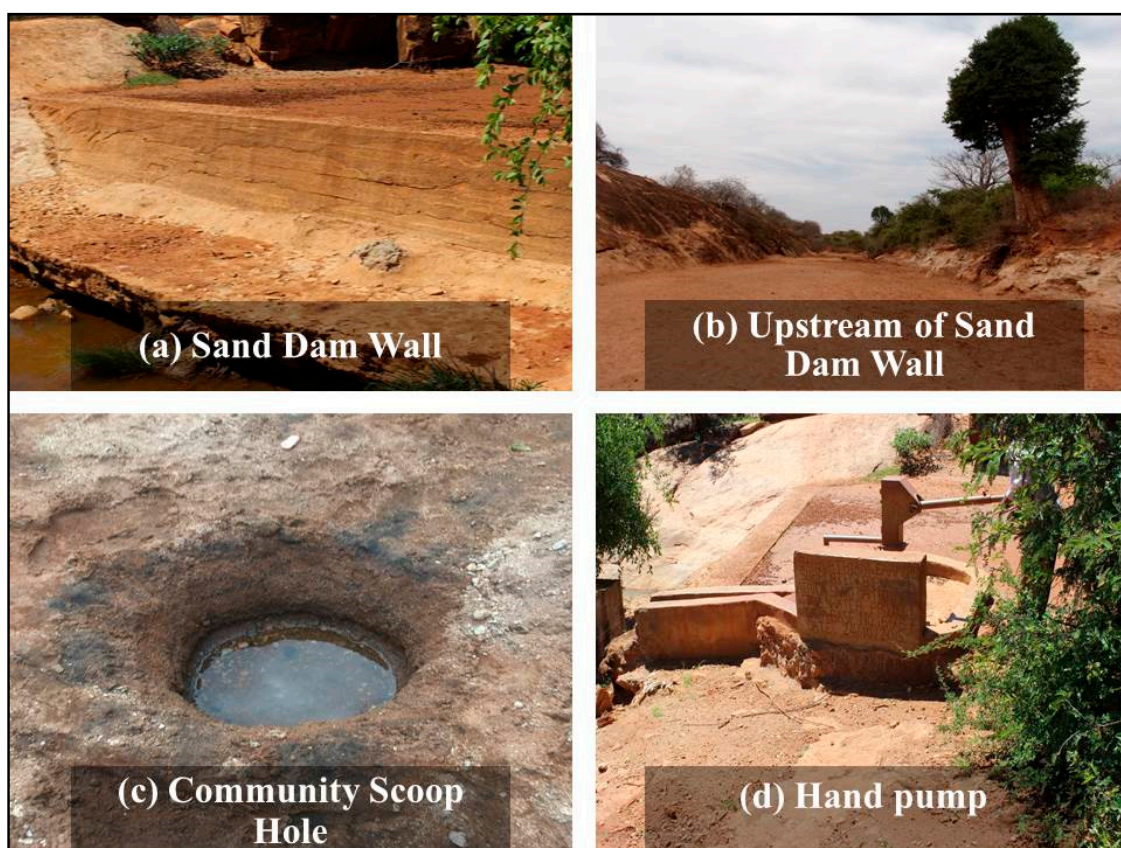 (a) Sand Dam Wall
(b) Upstream of Sand
Dam Wall
(c) Community Scoop
Hole
(d) Hand pump